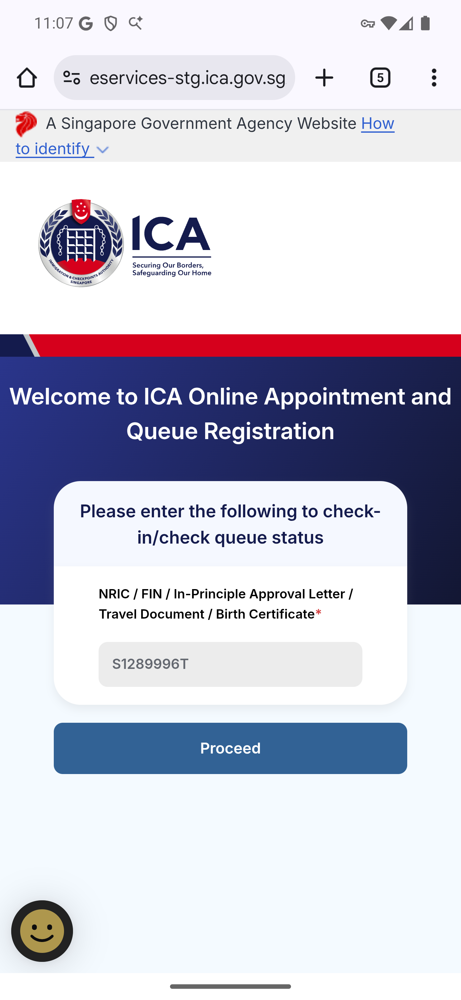 11:07
eservices-stg.ica.gov.sg
5
A Singapore Government Agency Website How
to identify
IMMIGRATION & CHECKPOINTS AUTHORITY
SINGAPORE
ICA
Securing Our Borders,
Safeguarding Our Home
Welcome to ICA Online Appointment and
Queue Registration
Please enter the following to check-
in/check queue status
NRIC / FIN / In-Principle Approval Letter /
Travel Document / Birth Certificate*
S1289996T
Proceed